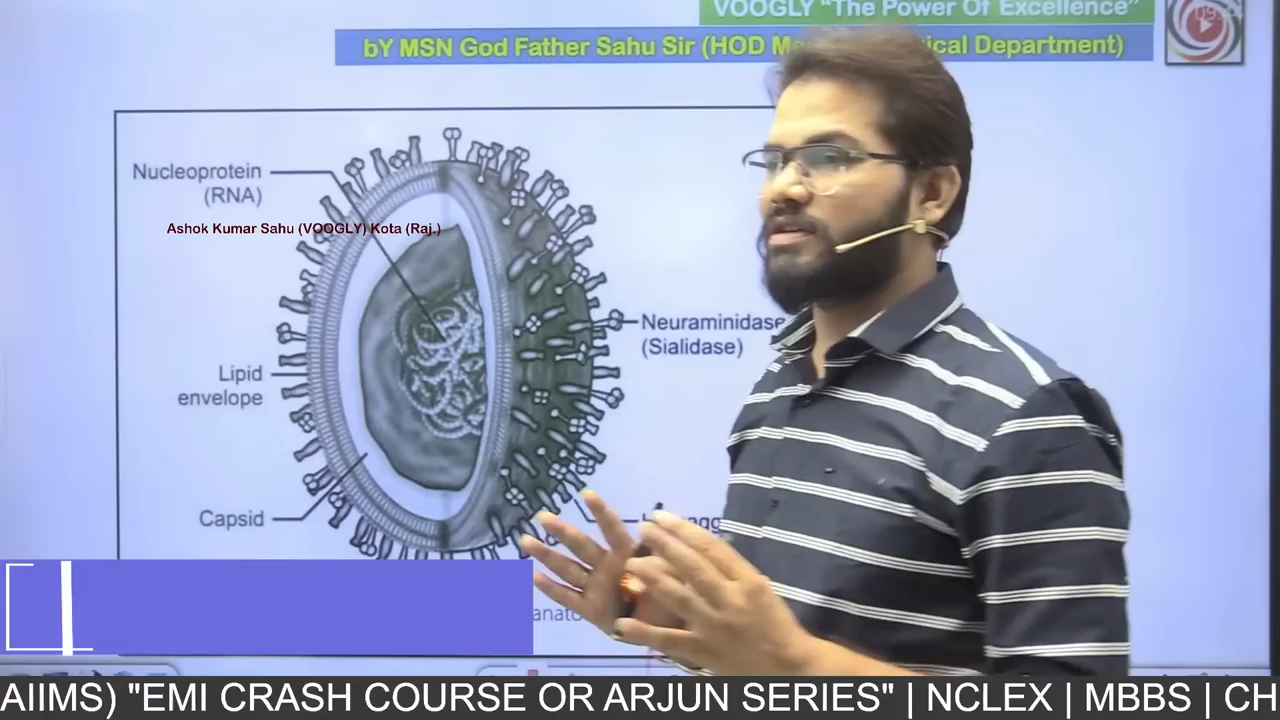 VOOGLY “The Power Of Excellence”
bY MSN God Father Sahu Sir (HOD Department)
Nucleoprotein
(RNA)
Ashok Kumar Sahu (VOOGLY) Kota (Raj.)
Neuraminidase
(Sialidase)
Lipid
envelope
Capsid
AIIMS) "EMI CRASH COURSE OR ARJUN SERIES" | NCLEX | MBBS | CH